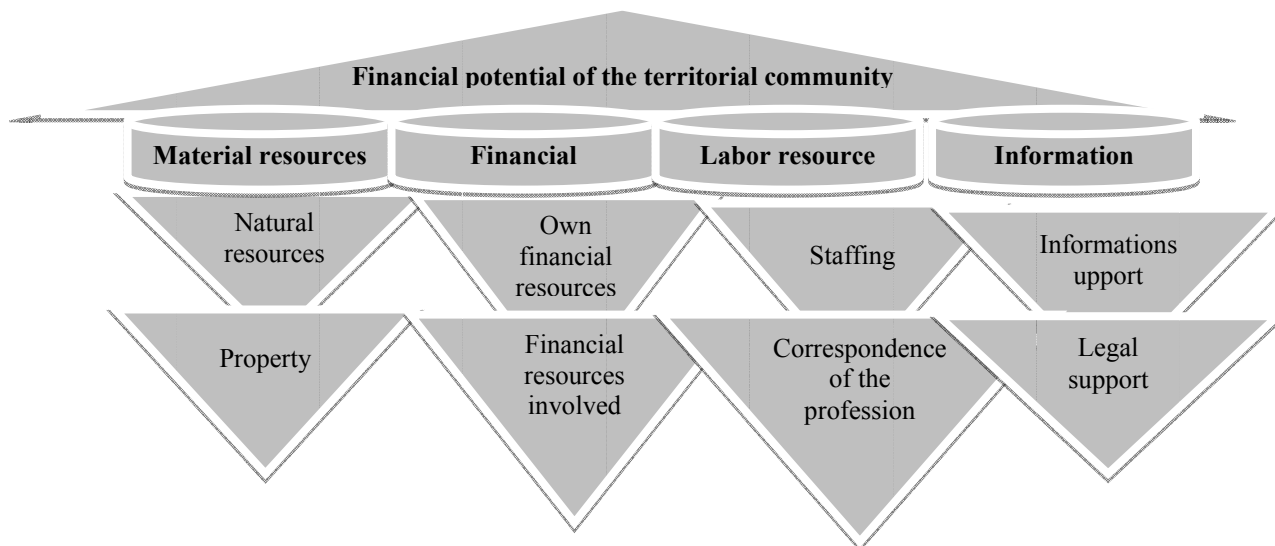 Financial potential of the territorial community
Material resources
Financial
Labor resource
Information
Natural
resources
Own
financial
resources
Staffing
Informations
upport
Property
Financial
resources
involved
Correspondence
of the
profession
Legal
support